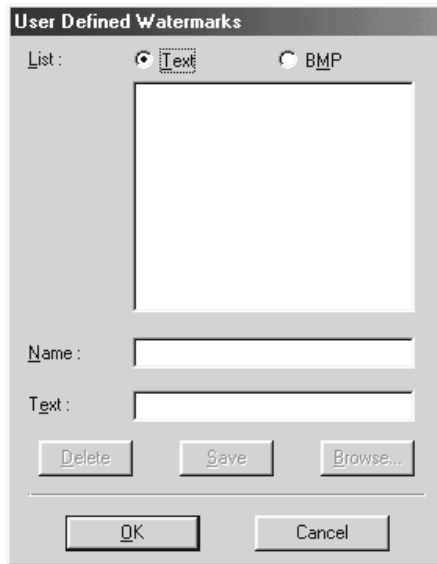 User Defined Watermarks
List : Text BMP
Name :
Text :
Delete Save Browse...
OK Cancel